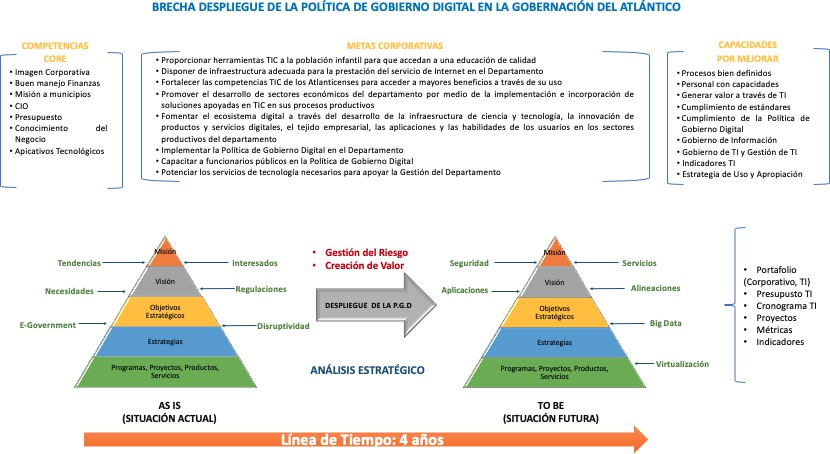 BRECHA DESPLIEGUE DE LA POLÍTICA DE GOBIERNO DIGITAL EN LA GOBERNACIÓN DEL ATLÁNTICO
COMPETENCIAS
CORE
• Imagen Corporativa
• Buen manejo Finanzas
• Misión a municipios
• CIO
• Presupuesto
• Conocimiento del
Negocio
• Apicativos Tecnológicos
METAS CORPORATIVAS
• Proporcionar herramientas TIC a la población infantil para que accedan a una educación de calidad
• Disponer de infraestructura adecuada para la prestación del servicio de Internet en el Departamento
• Fortalecer las competencias TIC de los Atlanticenses para acceder a mayores beneficios a través de su uso
• Promover el desarrollo de sectores económicos del departamento por medio de la implementación e incorporación de
soluciones apoyadas en TIC en sus procesos productivos
• Fomentar el ecosistema digital a través del desarrollo de la infraesructura de ciencia y tecnología, la innovación de
productos y servicios digitales, el tejido empresarial, las aplicaciones y las habilidades de los usuarios en los sectores
productivos del departamento
• Implementar la Política de Gobierno Digital en el Departamento
• Capacitar a funcionarios públicos en la Política de Gobierno Digital
• Potenciar los servicios de tecnología necesarios para apoyar la Gestión del Departamento
CAPACIDADES
POR MEJORAR
• Procesos bien definidos
• Personal con capacidades
• Generar valor a través de TI
• Cumplimiento de estándares
• Cumplimiento de la Política de
Gobierno Digital
• Gobierno de Información
• Gobierno de TI y Gestión de TI
• Indicadores TI
• Estrategia de Uso y Apropiación
Misión
Tendencias
Interesados
Visión
Necesidades
Regulaciones
Objetivos
Estratégicos
E-Government
Disruptividad
Estrategias
Programas, Proyectos, Productos,
Servicios
AS IS
(SITUACIÓN ACTUAL)
• Gestión del Riesgo
• Creación de Valor
DESPLIEGUE DE LA P.G.D
ANÁLISIS ESTRATÉGICO
Misión
Seguridad
Servicios
Visión
Aplicaciones
Alineaciones
Objetivos
Estratégicos
Big Data
Estrategias
Virtualización
Programas, Proyectos, Productos,
Servicios
TO BE
(SITUACIÓN FUTURA)
• Portafolio
(Corporativo, TI)
• Presupusto TI
• Cronograma TI
• Proyectos
• Métricas
• Indicadores
Línea de Tiempo: 4 años